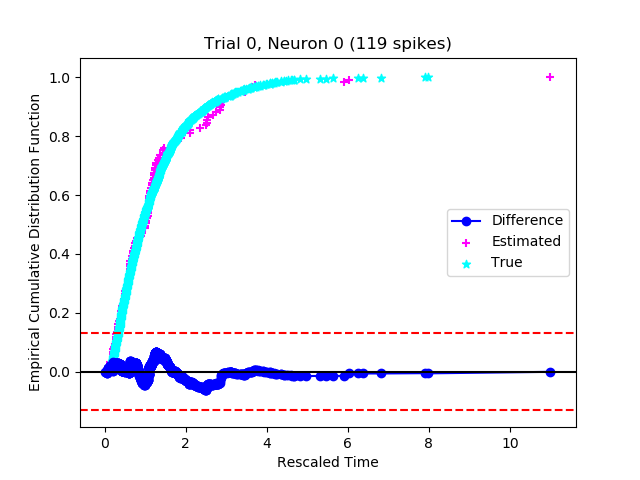 Trial 0, Neuron 0 (119 spikes)
Empirical Cumulative Distribution Function
1.0
0.8
0.6
0.4
0.2
0.0
Difference
Estimated
True
0 2 4 6 8 10
Rescaled Time